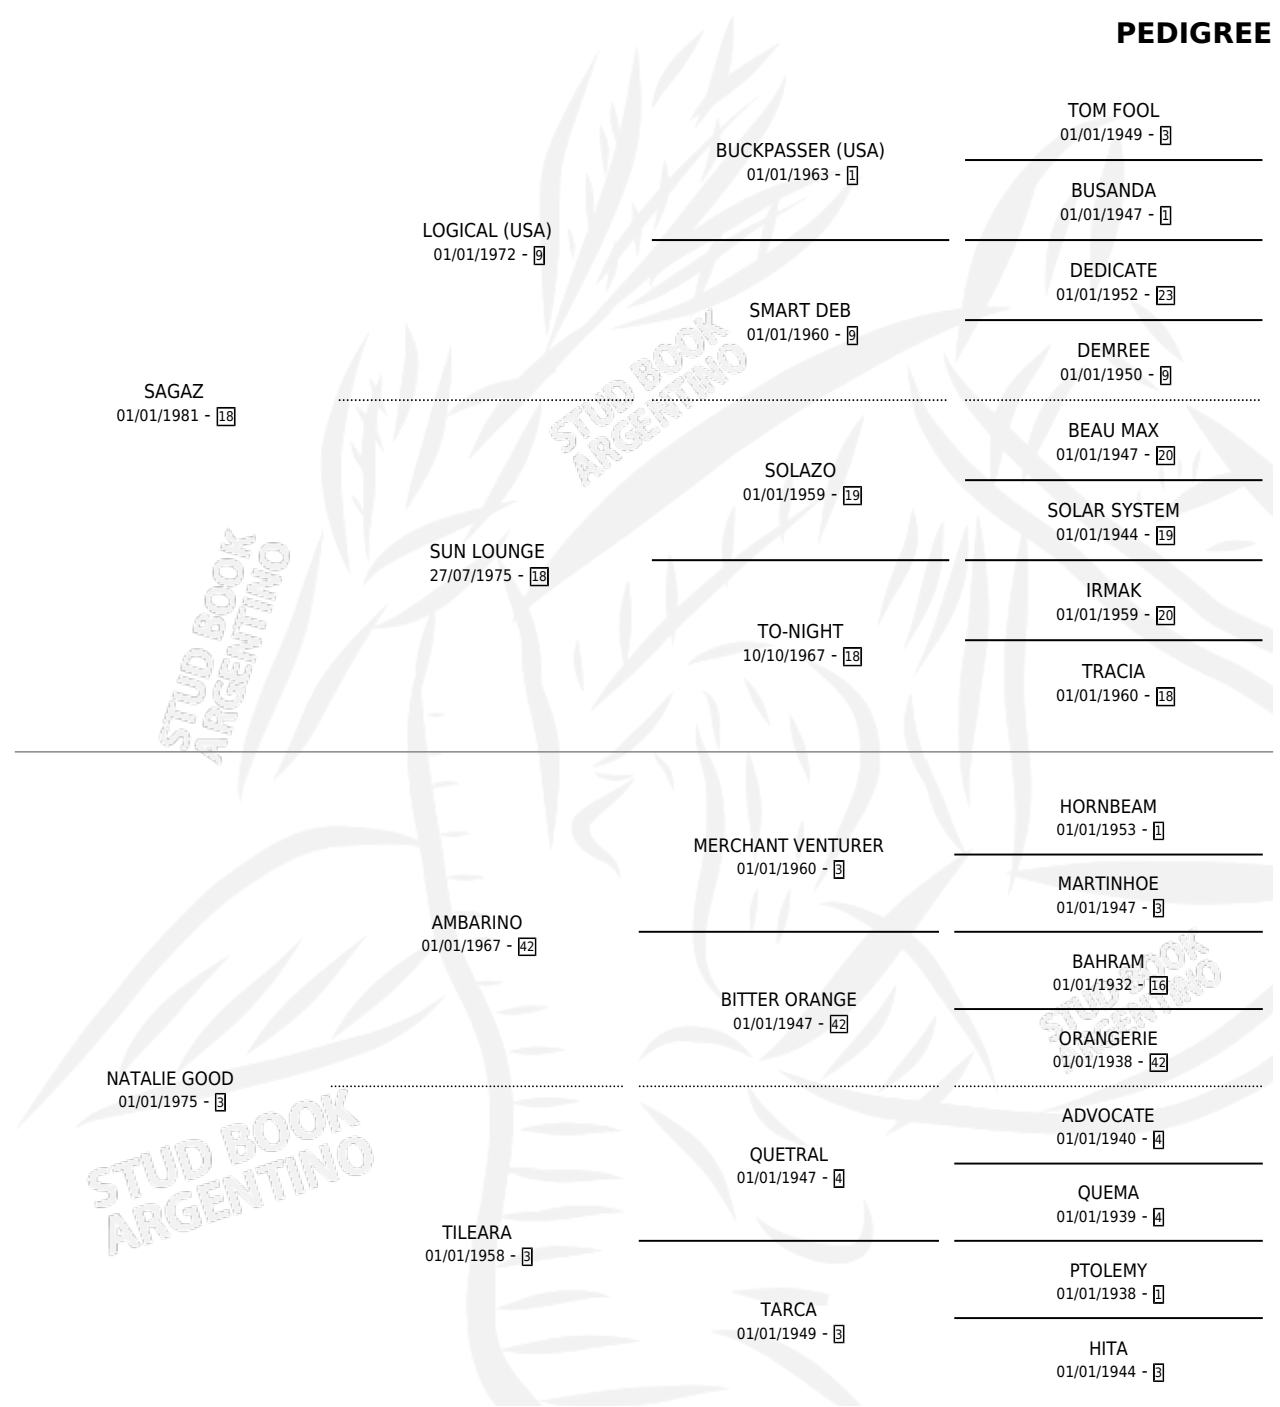 PEDIGREE
TOM FOOL
01/01/1949 - 3
BUCKPASSER (USA)
01/01/1963 - 1
BUSANDA
01/01/1947 - 1
LOGICAL (USA)
01/01/1972 - 9
DEDICATE
01/01/1952 - 23
SMART DEB
01/01/1960 - 9
STUD BOOK
ARGENTINO
DEMREE
01/01/1950 - 9
SAGAZ
01/01/1981 - 18
BEAU MAX
01/01/1947 - 20
SOLAZO
01/01/1959 - 19
SOLAR SYSTEM
01/01/1944 - 19
SUN LOUNGE
27/07/1975 - 18
IRMAK
01/01/1959 - 20
TO-NIGHT
10/10/1967 - 18
STUD BOOK
ARGENTINO
TRACIA
01/01/1960 - 18
HORNBEAM
01/01/1953 - 1
MERCHANT VENTURER
01/01/1960 - 3
MARTINHOE
01/01/1947 - 3
AMBARINO
01/01/1967 - 42
BAHRAM
01/01/1932 - 16
STUD BOOK
ARGENTINO
BITTER ORANGE
01/01/1947 - 42
ORANGERIE
01/01/1938 - 42
NATALIE GOOD
01/01/1975 - 3
STUD BOOK
ARGENTINO
ADVOCATE
01/01/1940 - 4
QUETRAL
01/01/1947 - 4
QUEMA
01/01/1939 - 4
TILEARA
01/01/1958 - 3
PTOLEMY
01/01/1938 - 1
TARCA
01/01/1949 - 3
HITA
01/01/1944 - 3